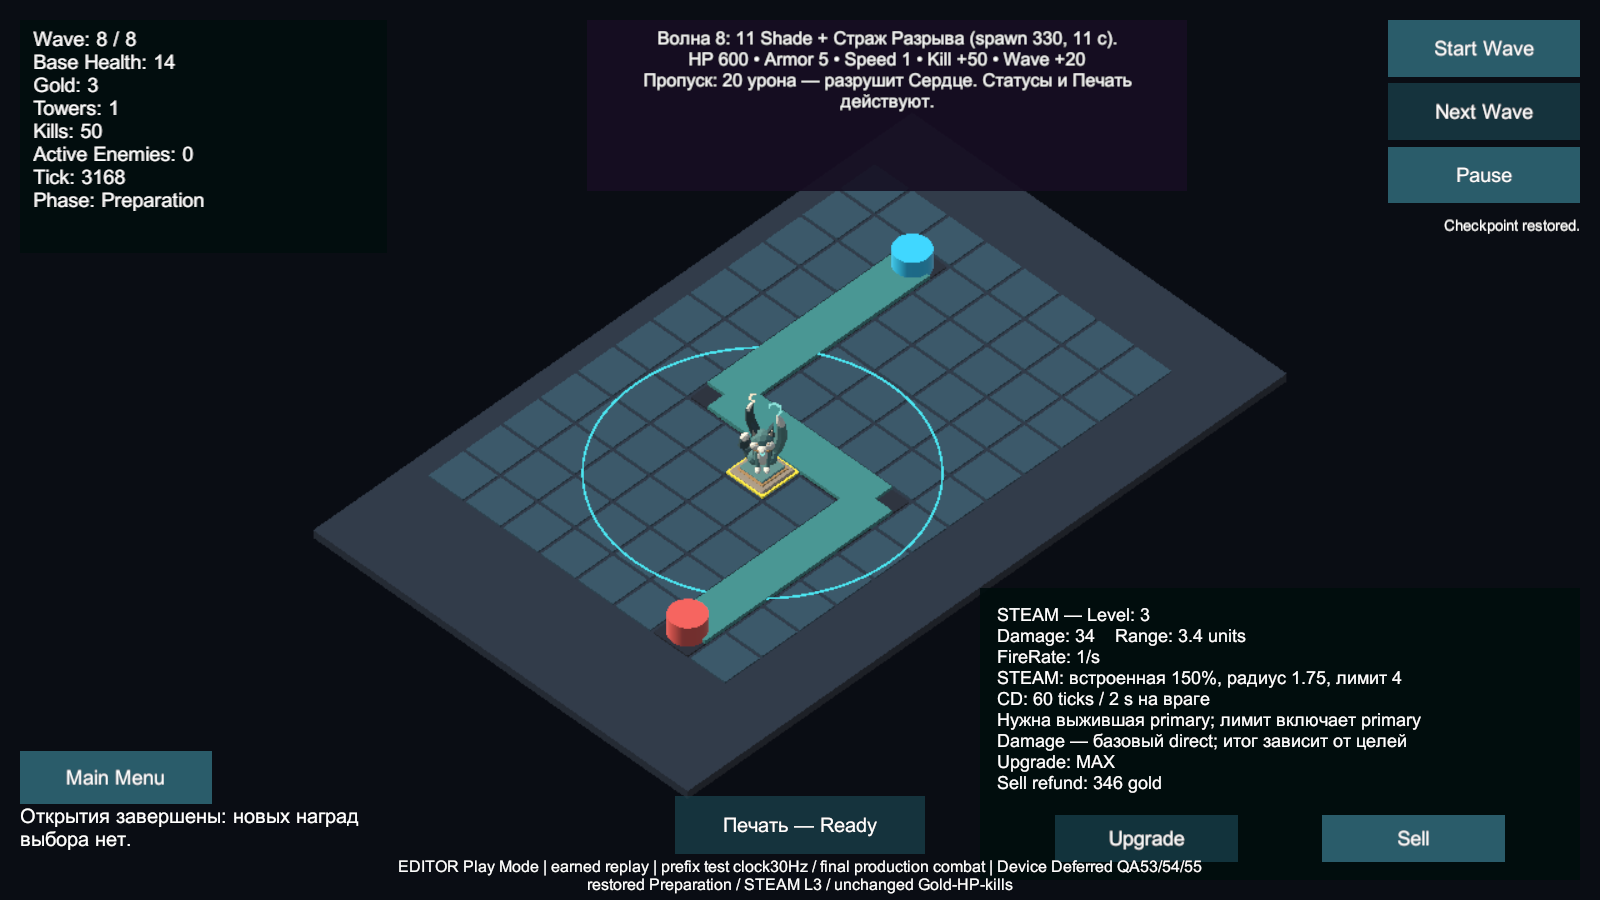 Wave: 8 / 8
Base Health: 14
Gold: 3
Towers: 1
Kills: 50
Active Enemies: 0
Tick: 3168
Phase: Preparation
Волна 8: 11 Shade + Страж Разрыва (spawn 330, 11 с).
HP 600 • Armor 5 • Speed 1 • Kill +50 • Wave +20
Пропуск: 20 урона — разрушит Сердце. Статусы и Печать
действуют.
Start Wave
Next Wave
Pause
Checkpoint restored.
STEAM — Level: 3
Damage: 34    Range: 3.4 units
FireRate: 1/s
STEAM: встроенная 150%, радиус 1.75, лимит 4
CD: 60 ticks / 2 s на враге
Нужна выжившая primary; лимит включает primary
Damage — базовый direct; итог зависит от целей
Upgrade: MAX
Sell refund: 346 gold
Upgrade
Sell
Main Menu
Открытия завершены: новых наград
выбора нет.
Печать — Ready
EDITOR Play Mode | earned replay | prefix test clock30Hz / final production combat | Device Deferred QA53/54/55
restored Preparation / STEAM L3 / unchanged Gold-HP-kills